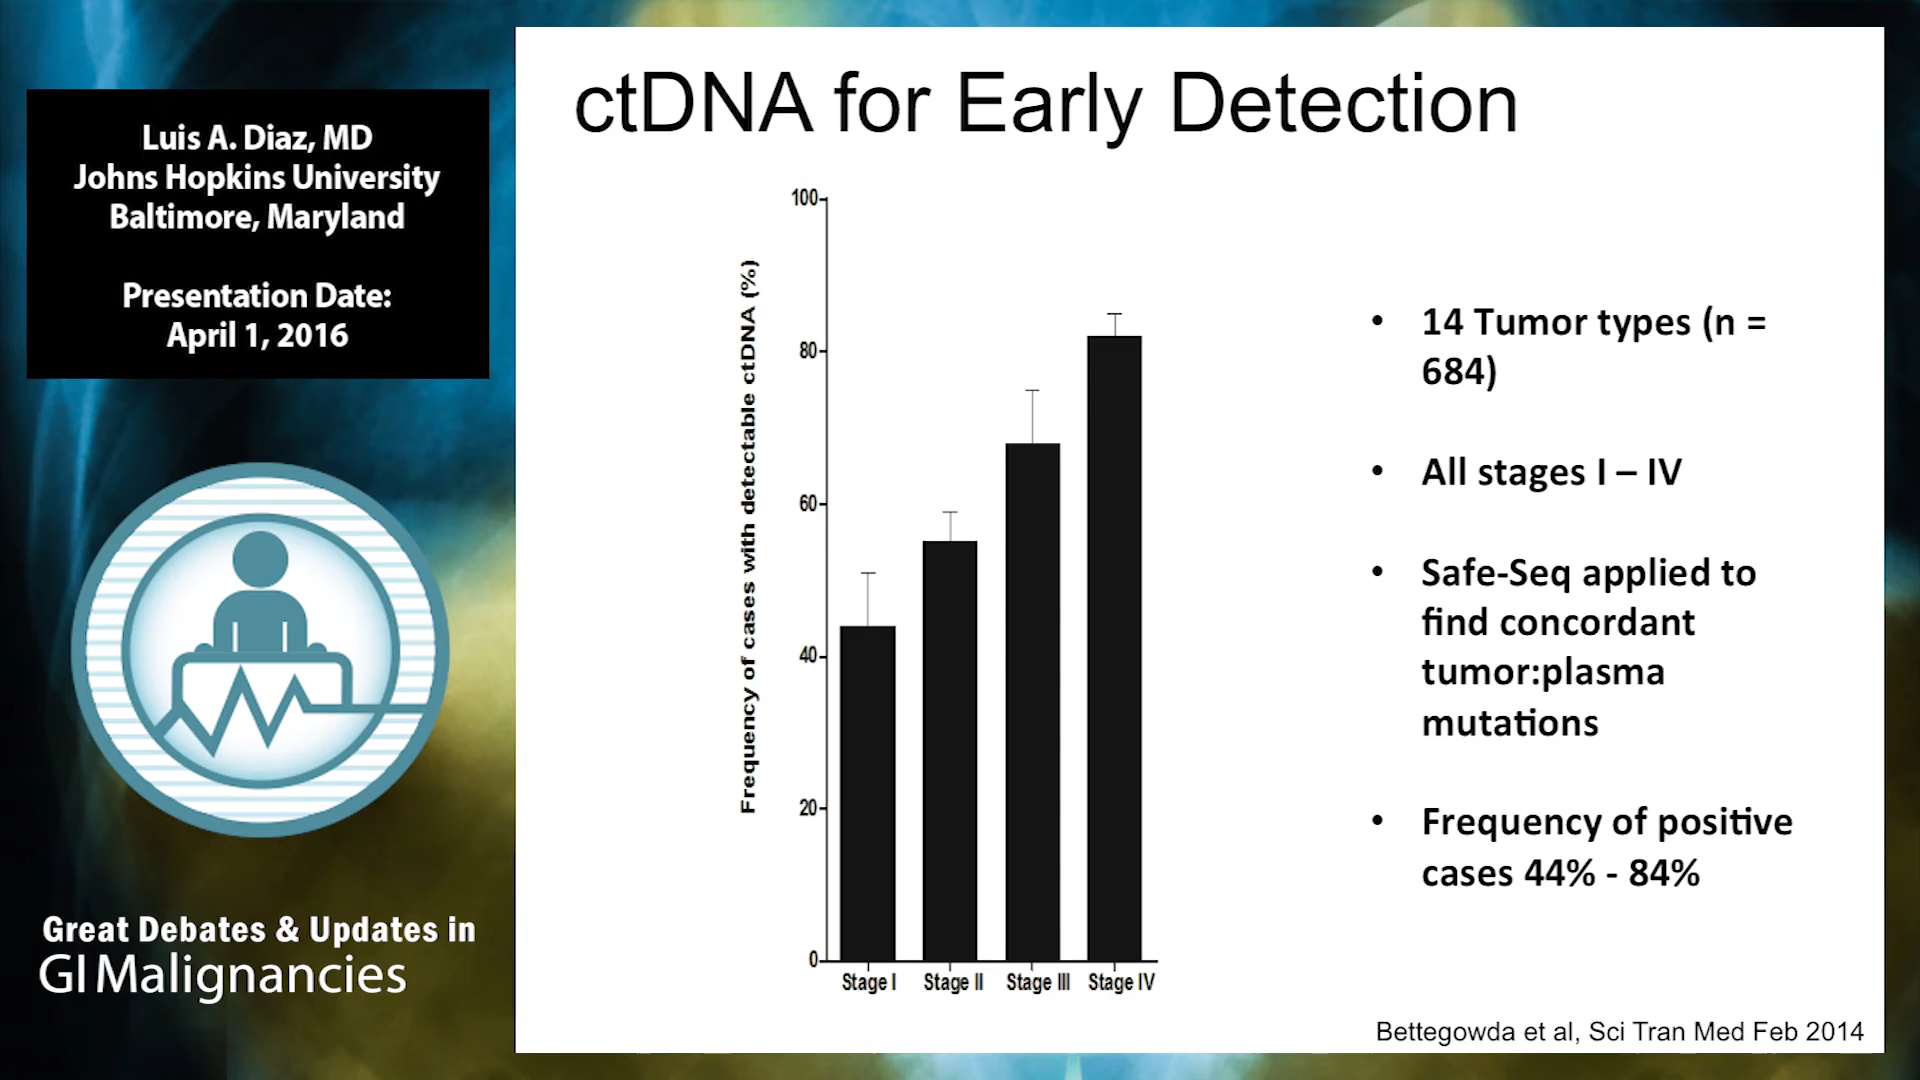 Luis A. Diaz, MD
Johns Hopkins University
Baltimore, Maryland
Presentation Date:
April 1, 2016
Great Debates & Updates in
GI Malignancies
ctDNA for Early Detection
Frequency of cases with detectable ctDNA (%)
100
80
60
40
20
0
Stage I
Stage II
Stage III
Stage IV
• 14 Tumor types (n =
684)
• All stages I – IV
• Safe-Seq applied to
find concordant
tumor:plasma
mutations
• Frequency of positive
cases 44% - 84%
Bettegowda et al, Sci Tran Med Feb 2014